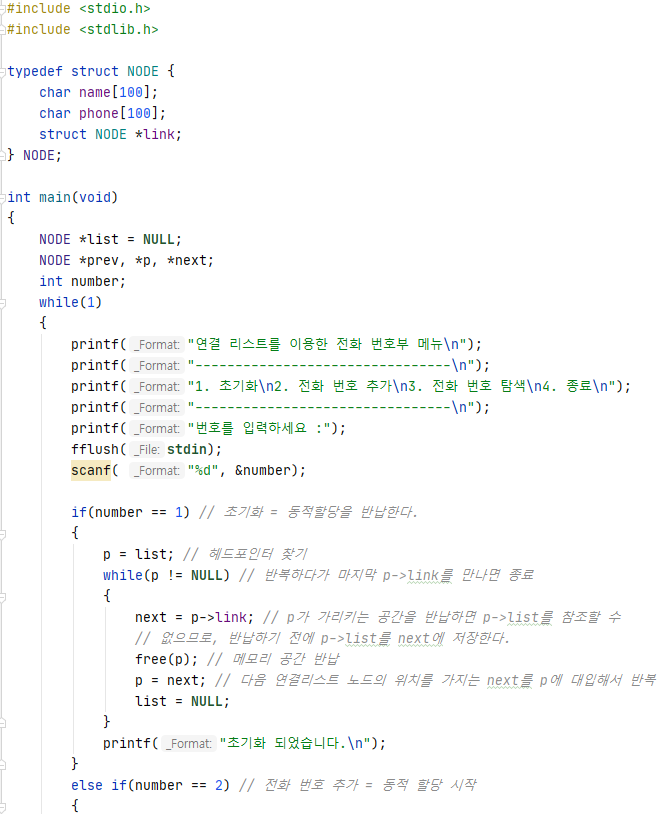 #include <stdio.h>
#include <stdlib.h>
typedef struct NODE {
char name[100];
char phone[100];
struct NODE *link;
} NODE;
int main(void)
{
NODE *list = NULL;
NODE *prev, *p, *next;
int number;
while(1)
{
printf( _Format: "연결 리스트를 이용한 전화 번호부 메뉴\n");
printf( _Format: "--------------------------------\n");
printf( _Format: "1. 초기화\n2. 전화 번호 추가\n3. 전화 번호 탐색\n4. 종료\n");
printf( _Format: "--------------------------------\n");
printf( _Format: "번호를 입력하세요 :");
fflush( _File: stdin);
scanf( _Format: "%d", &number);
if(number == 1) // 초기화 = 동적할당을 반납한다.
{
p = list; // 헤드포인터 찾기
while(p != NULL) // 반복하다가 마지막 p->link를 만나면 종료
{
next = p->link; // p가 가리키는 공간을 반납하면 p->list를 참조할 수
// 없으므로, 반납하기 전에 p->list를 next에 저장한다.
free(p); // 메모리 공간 반납
p = next; // 다음 연결리스트 노드의 위치를 가지는 next를 p에 대입해서 반복
list = NULL;
}
printf( _Format: "초기화 되었습니다.\n");
}
else if(number == 2) // 전화 번호 추가 = 동적 할당 시작
{